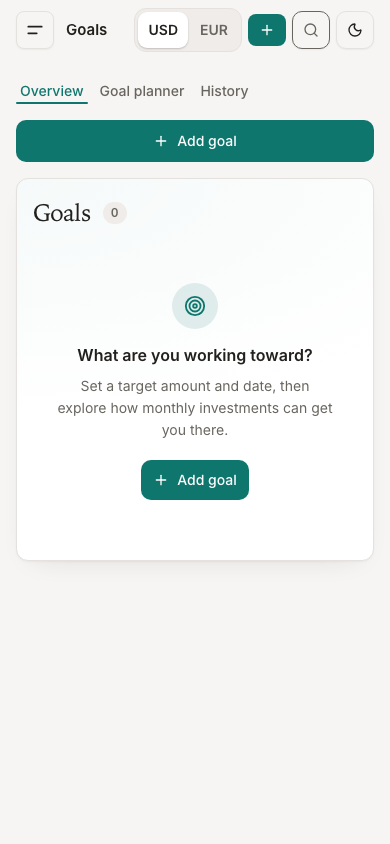 Goals
USD
EUR
Overview
Goal planner
History
Add goal
Goals
0
What are you working toward?
Set a target amount and date, then
explore how monthly investments can get
you there.
Add goal